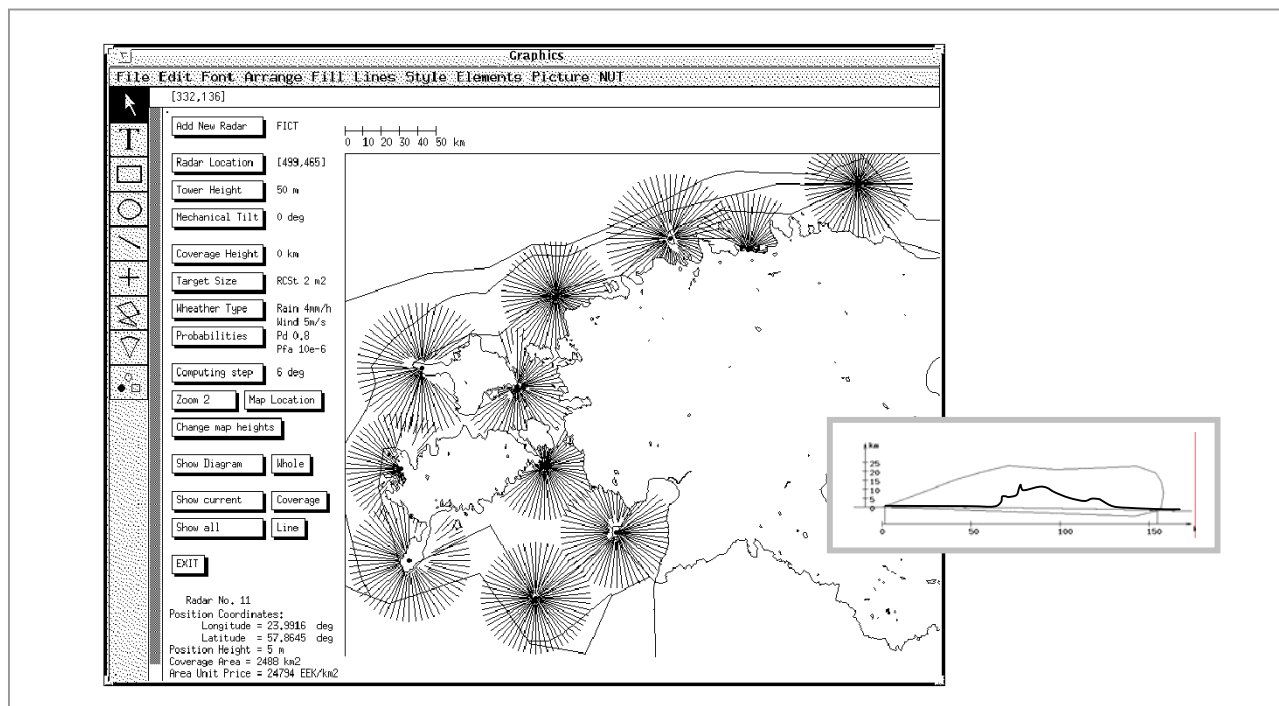 Graphics
File Edit Font Arrange Fill Lines Style Elements Picture NUT
[332,136]
Add New Radar FICT
0 10 20 30 40 50 km
Radar Location [499,465]
Tower Height 50 m
Mechanical Tilt 0 deg
Coverage Height 0 km
Target Size RCSt 2 m2
Wheather Type Rain 4mm/h
Wind 5m/s
Probabilities Pd 0.8
Pfa 10e-6
Computing step 6 deg
Zoom 2 Map Location
Change map heights
Show Diagram Whole
Show current Coverage
Show all Line
EXIT
Radar No. 11
Position Coordinates:
Longitude = 23.9916 deg
Latitude = 57.8645 deg
Position Height = 5 m
Coverage Area = 2488 km2
Area Unit Price = 24794 EEK/km2
T
km
25
20
15
10
5
0
0 50 100 150